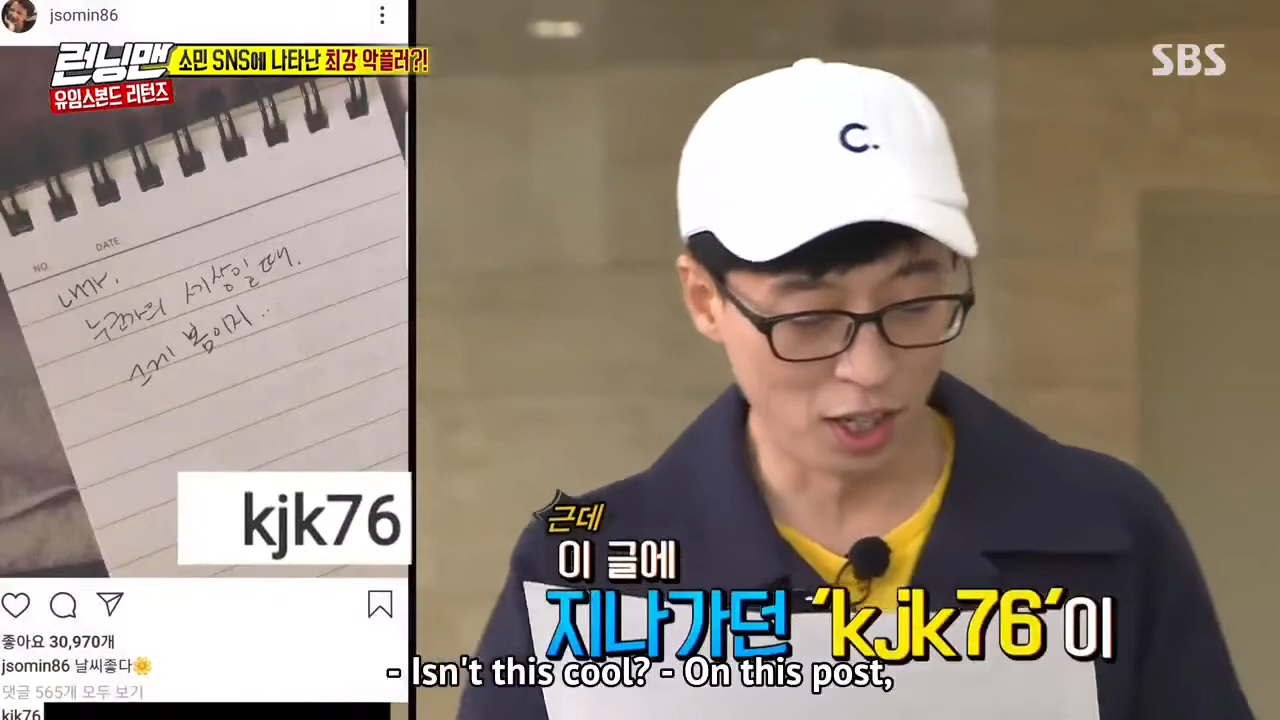 jsomin86
런닝맨
유임스본드 리턴즈
소민 SNS에 나타난 최강 악플러?!
SBS
NO.
DATE
내가.
누군가의 세상일때.
그게 봄이지..
kjk76
C.
좋아요 30,970개
jsomin86 날씨좋다🌼
댓글 565개 모두 보기
kjk76
근데
이 글에
지나가던 'kjk76'이
- Isn't this cool? - On this post,